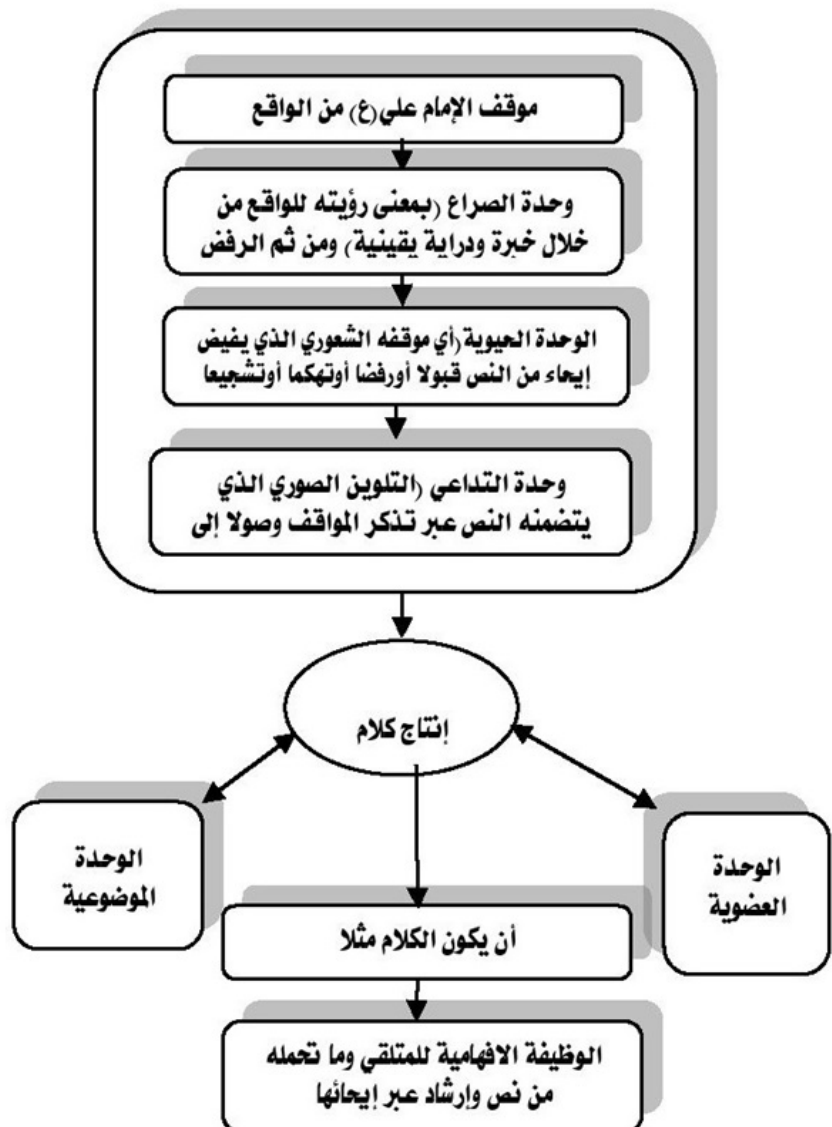 موقف الإمام علي(ع) من الواقع
وحدة الصراع (بمعنى رؤيته للواقع من
خلال خبرة ودراية يقينية) ومن ثم الرفض
الوحدة الحيوية(أي موقفه الشعوري الذي يفيض
إيحاء من النص قبولا أورفضا أوتهكما أوتشجيعا
وحدة التداعي (التلوين الصوري الذي
يتضمنه النص عبر تذكر المواقف وصولا إلى
إنتاج كلام
الوحدة
العضوية
الوحدة
الموضوعية
أن يكون الكلام مثلا
الوظيفة الافهامية للمتلقي وما تحمله
من نص وإرشاد عبر إيحائها